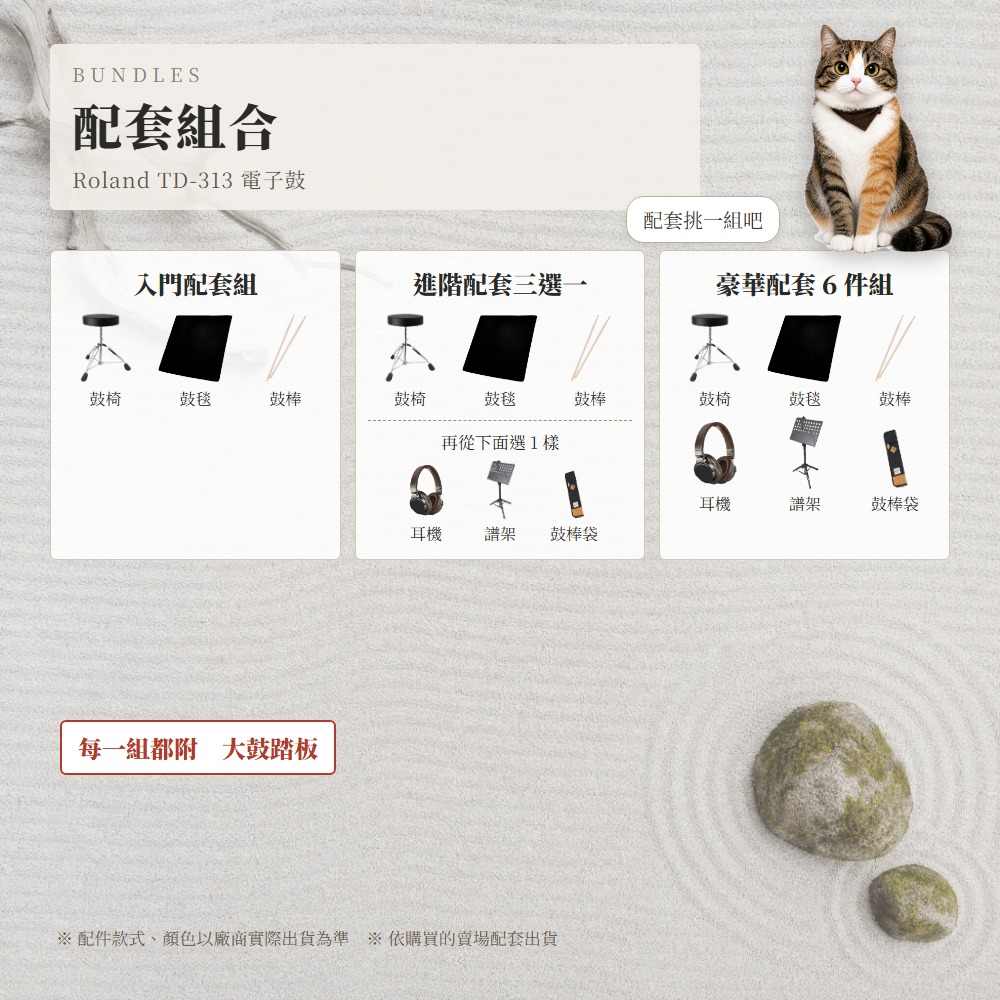 BUNDLES
配套組合
Roland TD-313 電子鼓
配套挑一組吧
入門配套組
鼓椅 鼓毯 鼓棒
進階配套三選一
鼓椅 鼓毯 鼓棒
再從下面選 1 樣
耳機 譜架 鼓棒袋
豪華配套 6 件組
鼓椅 鼓毯 鼓棒
耳機 譜架 鼓棒袋
每一組都附 大鼓踏板
※ 配件款式、顏色以廠商實際出貨為準 ※ 依購買的賣場配套出貨